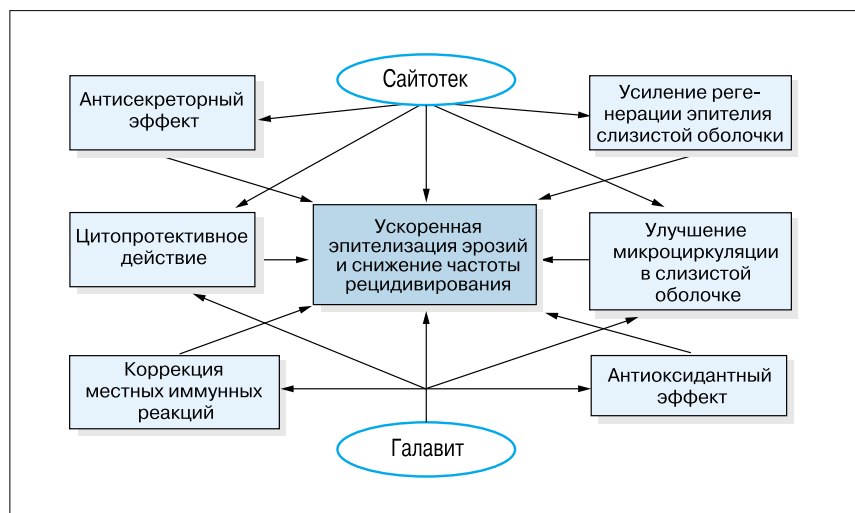 Сайтотек
Антисекреторный
эффект
Усиление реге-
нерации эпителия
слизистой оболочки
Цитопротективное
действие
Ускоренная
эпителизация эрозий
и снижение частоты
рецидивирования
Улучшение
микроциркуляции
в слизистой
оболочке
Коррекция
местных иммунных
реакций
Антиоксидантный
эффект
Галавит